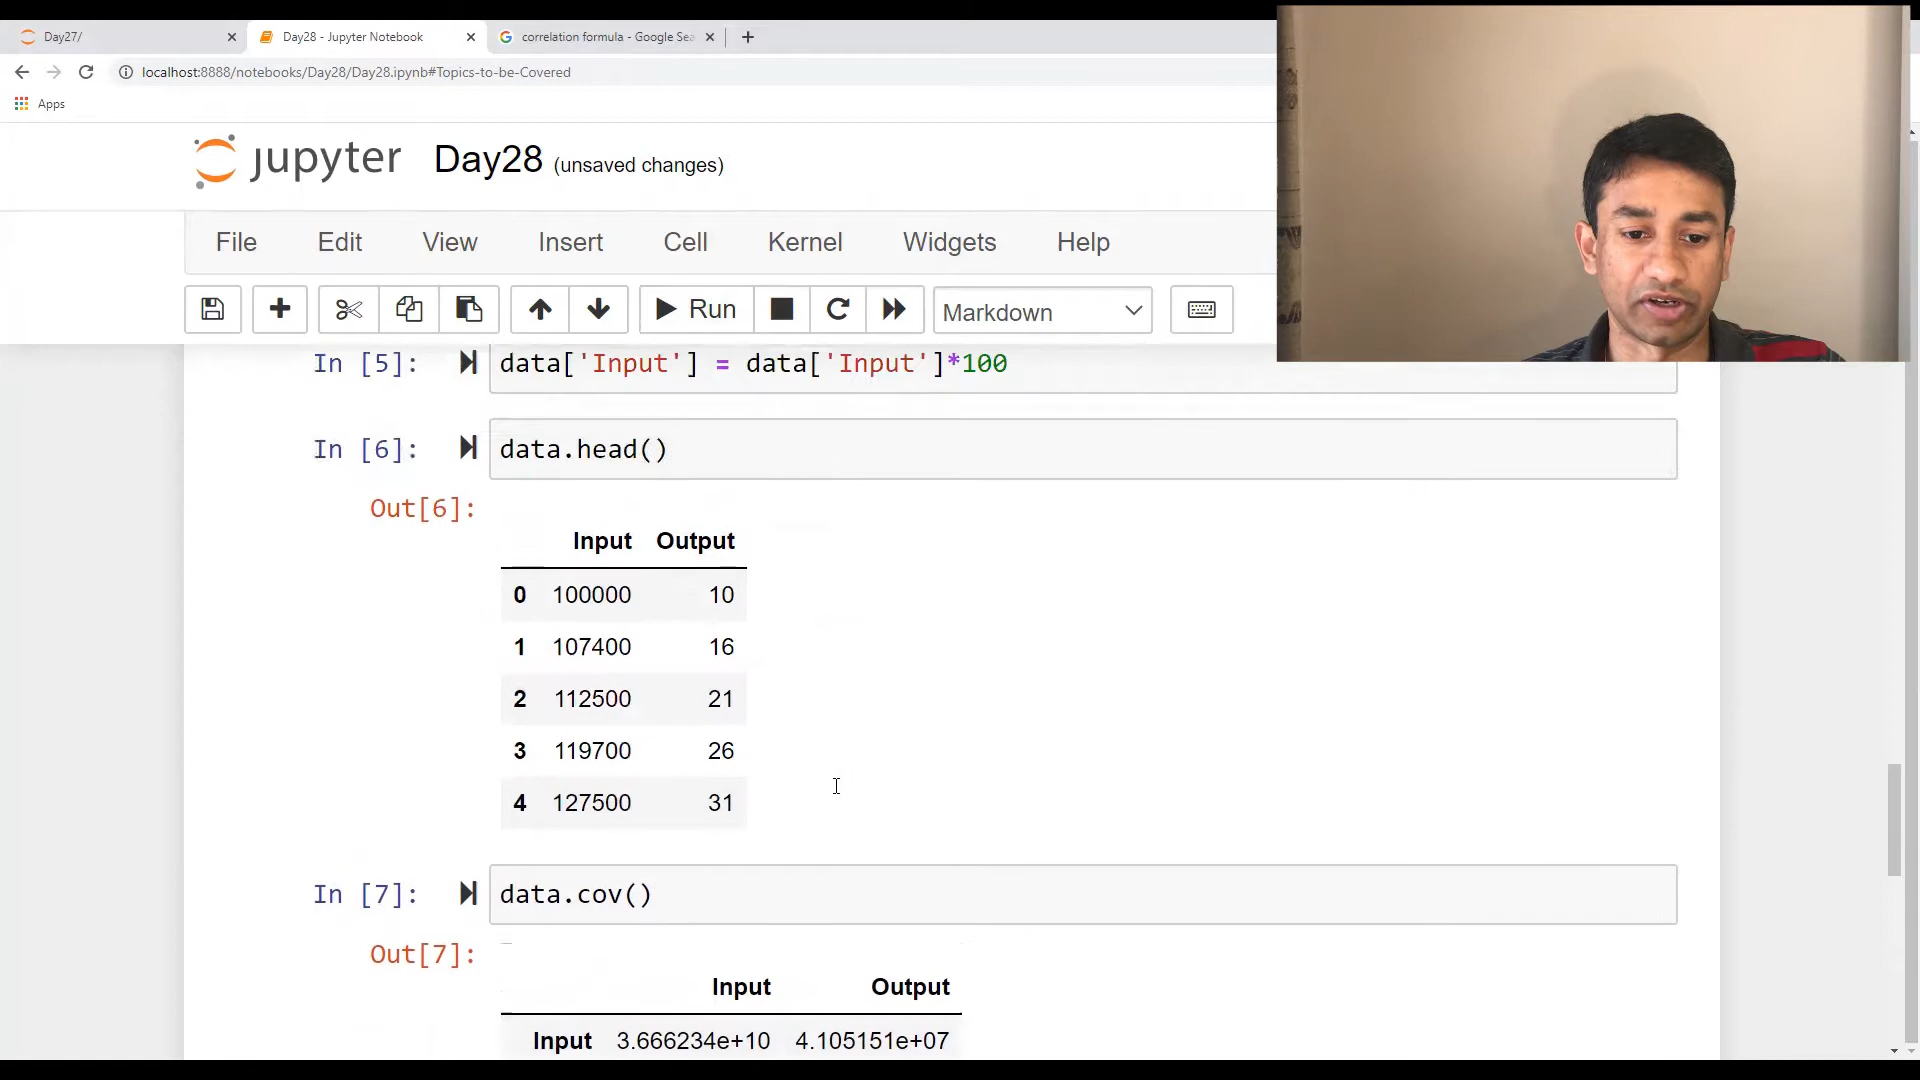 Day27/
Day28 - Jupyter Notebook
correlation formula - Google Sea
localhost:8888/notebooks/Day28/Day28.ipynb#Topics-to-be-Covered
Apps
jupyter Day28 (unsaved changes)
File Edit View Insert Cell Kernel Widgets Help
Run Markdown
In [5]: data['Input'] = data['Input']*100
In [6]: data.head()
Out[6]:
Input Output
0 100000 10
1 107400 16
2 112500 21
3 119700 26
4 127500 31
In [7]: data.cov()
Out[7]:
Input Output
Input 3.666234e+10 4.105151e+07